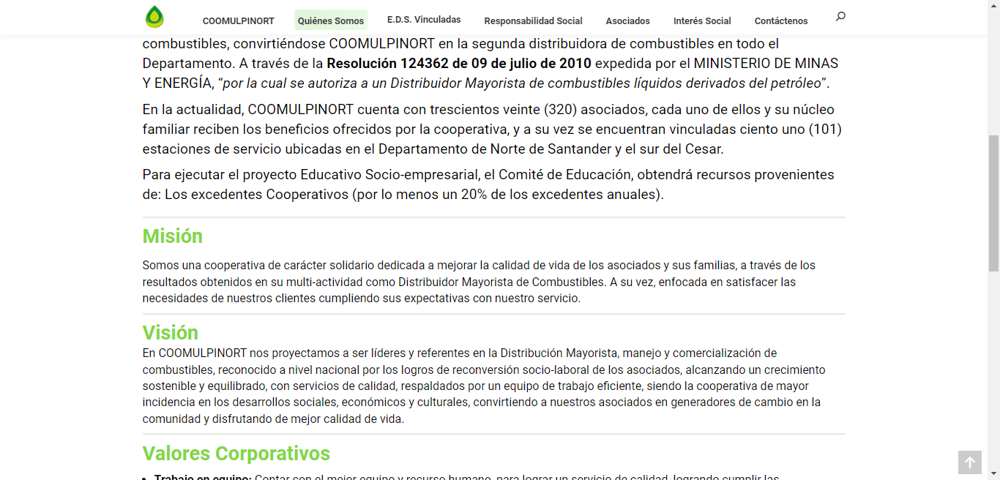 COOMULPINORT Quiénes Somos E.D.S. Vinculadas Responsabilidad Social Asociados Interés Social Contáctenos
combustibles, convirtiéndose COOMULPINORT en la segunda distribuidora de combustibles en todo el
Departamento. A través de la Resolución 124362 de 09 de julio de 2010 expedida por el MINISTERIO DE MINAS
Y ENERGÍA, “por la cual se autoriza a un Distribuidor Mayorista de combustibles líquidos derivados del petróleo”.
En la actualidad, COOMULPINORT cuenta con trescientos veinte (320) asociados, cada uno de ellos y su núcleo
familiar reciben los beneficios ofrecidos por la cooperativa, y a su vez se encuentran vinculadas ciento uno (101)
estaciones de servicio ubicadas en el Departamento de Norte de Santander y el sur del Cesar.
Para ejecutar el proyecto Educativo Socio-empresarial, el Comité de Educación, obtendrá recursos provenientes
de: Los excedentes Cooperativos (por lo menos un 20% de los excedentes anuales).
Misión
Somos una cooperativa de carácter solidario dedicada a mejorar la calidad de vida de los asociados y sus familias, a través de los
resultados obtenidos en su multi-actividad como Distribuidor Mayorista de Combustibles. A su vez, enfocada en satisfacer las
necesidades de nuestros clientes cumpliendo sus expectativas con nuestro servicio.
Visión
En COOMULPINORT nos proyectamos a ser líderes y referentes en la Distribución Mayorista, manejo y comercialización de
combustibles, reconocido a nivel nacional por los logros de reconversión socio-laboral de los asociados, alcanzando un crecimiento
sostenible y equilibrado, con servicios de calidad, respaldados por un equipo de trabajo eficiente, siendo la cooperativa de mayor
incidencia en los desarrollos sociales, económicos y culturales, convirtiendo a nuestros asociados en generadores de cambio en la
comunidad y disfrutando de mejor calidad de vida.
Valores Corporativos
• Trabajo en equipo: Contar con el mejor equipo y recurso humano, para lograr un servicio de calidad, logrando cumplir las